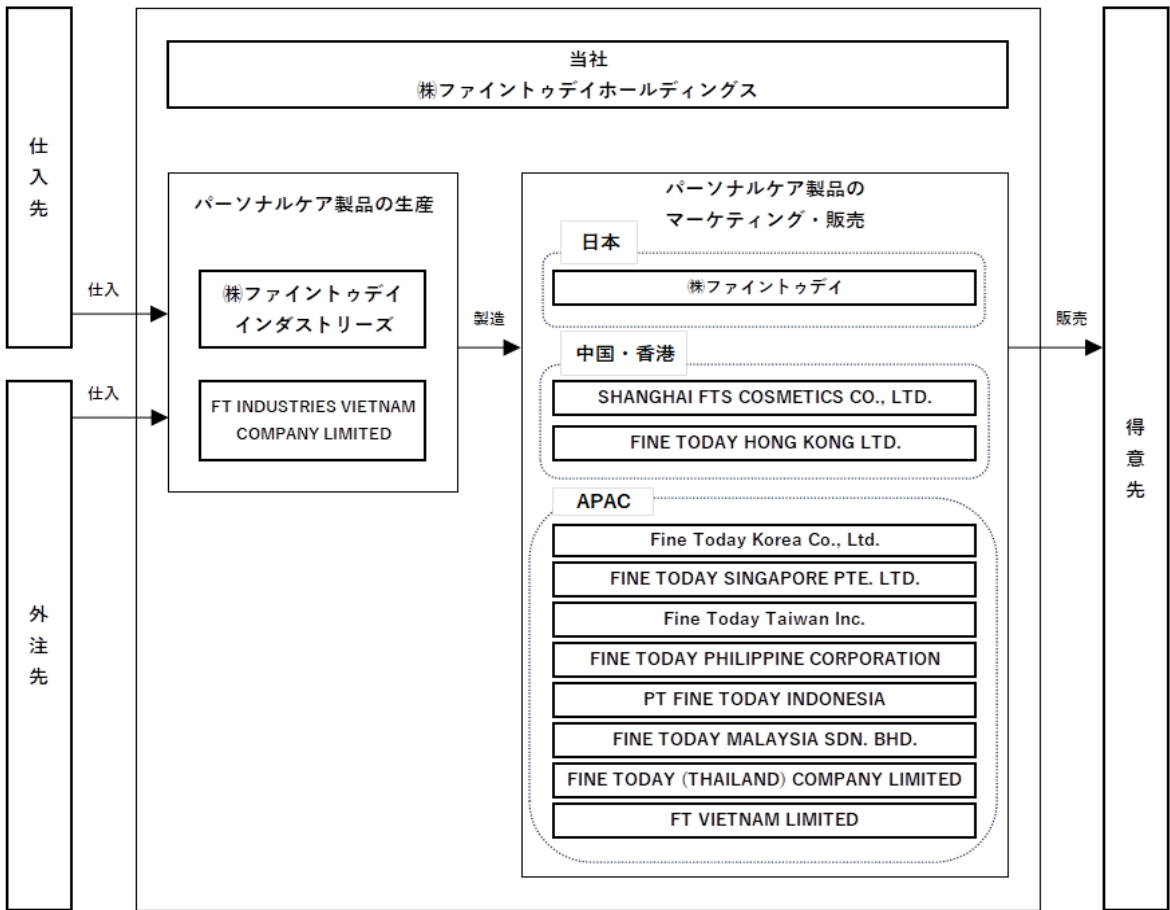 当社
㈱ファイントゥデイホールディングス
仕入先
仕入
外注先
仕入
パーソナルケア製品の生産
㈱ファイントゥデイ
インダストリーズ
FT INDUSTRIES VIETNAM
COMPANY LIMITED
製造
パーソナルケア製品の
マーケティング・販売
日本
㈱ファイントゥデイ
中国・香港
SHANGHAI FTS COSMETICS CO., LTD.
FINE TODAY HONG KONG LTD.
APAC
Fine Today Korea Co., Ltd.
FINE TODAY SINGAPORE PTE. LTD.
Fine Today Taiwan Inc.
FINE TODAY PHILIPPINE CORPORATION
PT FINE TODAY INDONESIA
FINE TODAY MALAYSIA SDN. BHD.
FINE TODAY (THAILAND) COMPANY LIMITED
FT VIETNAM LIMITED
販売
得意先